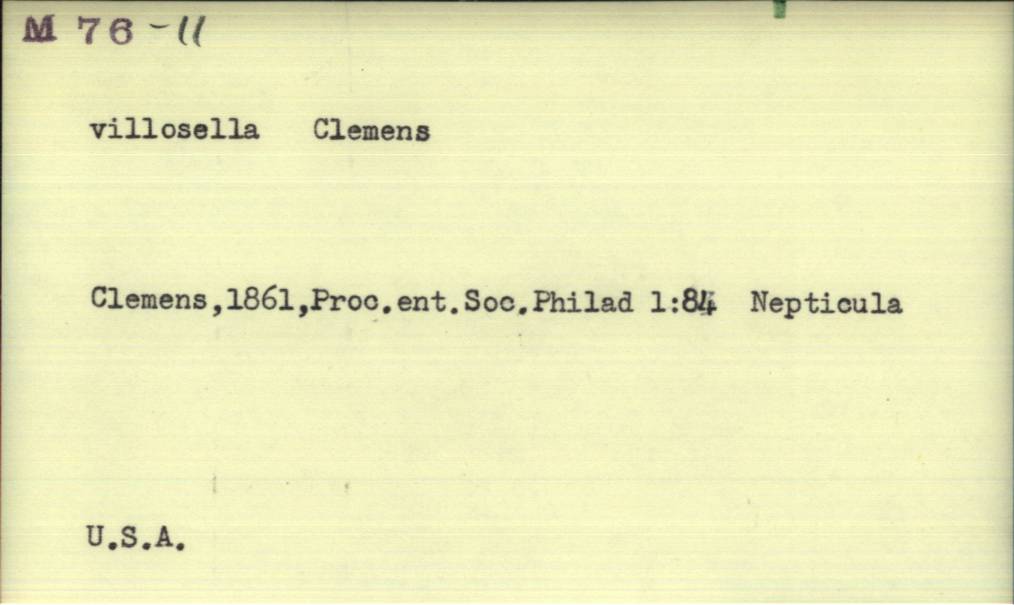 M 76-11
villosella Clemens
Clemens,1861,Proc.ent.Soc.Philad 1:84 Nepticula
U.S.A.